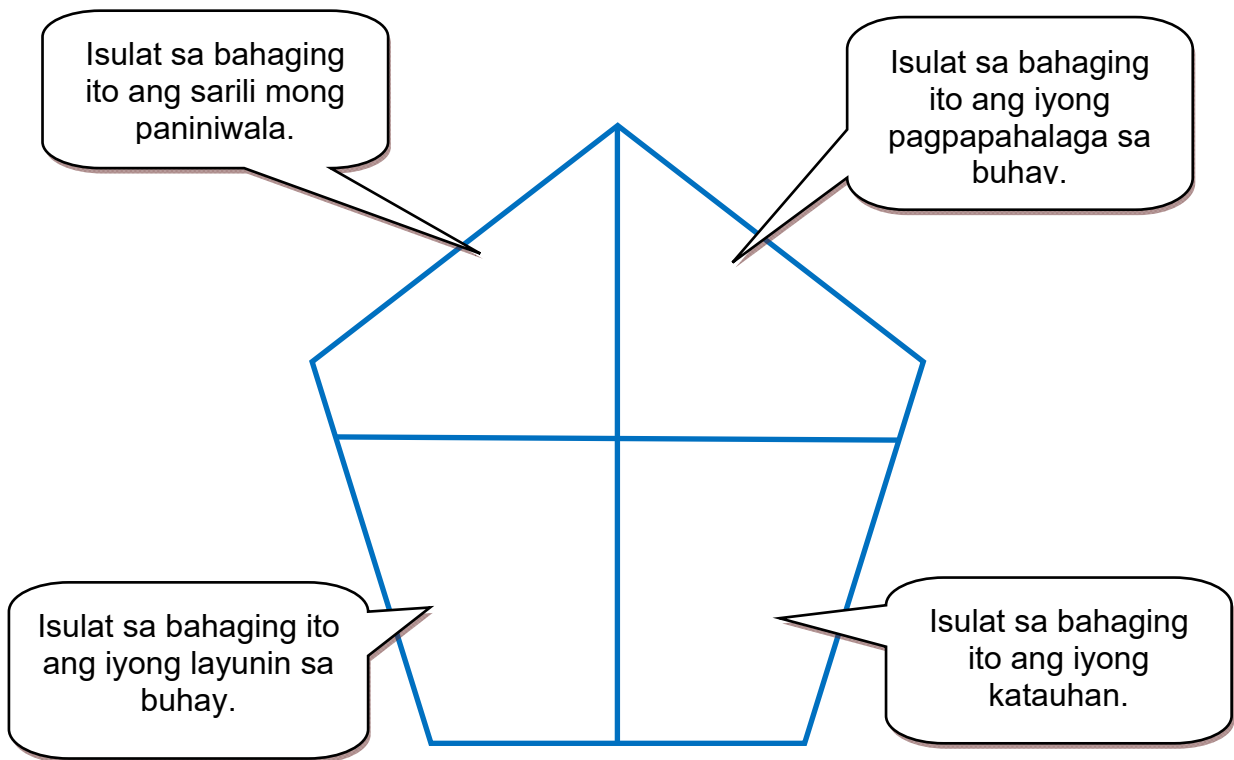 Isulat sa bahaging
ito ang sarili mong
paniniwala.
Isulat sa bahaging
ito ang iyong
pagpapahalaga sa
buhay.
Isulat sa bahaging ito
ang iyong layunin sa
buhay.
Isulat sa bahaging
ito ang iyong
katauhan.